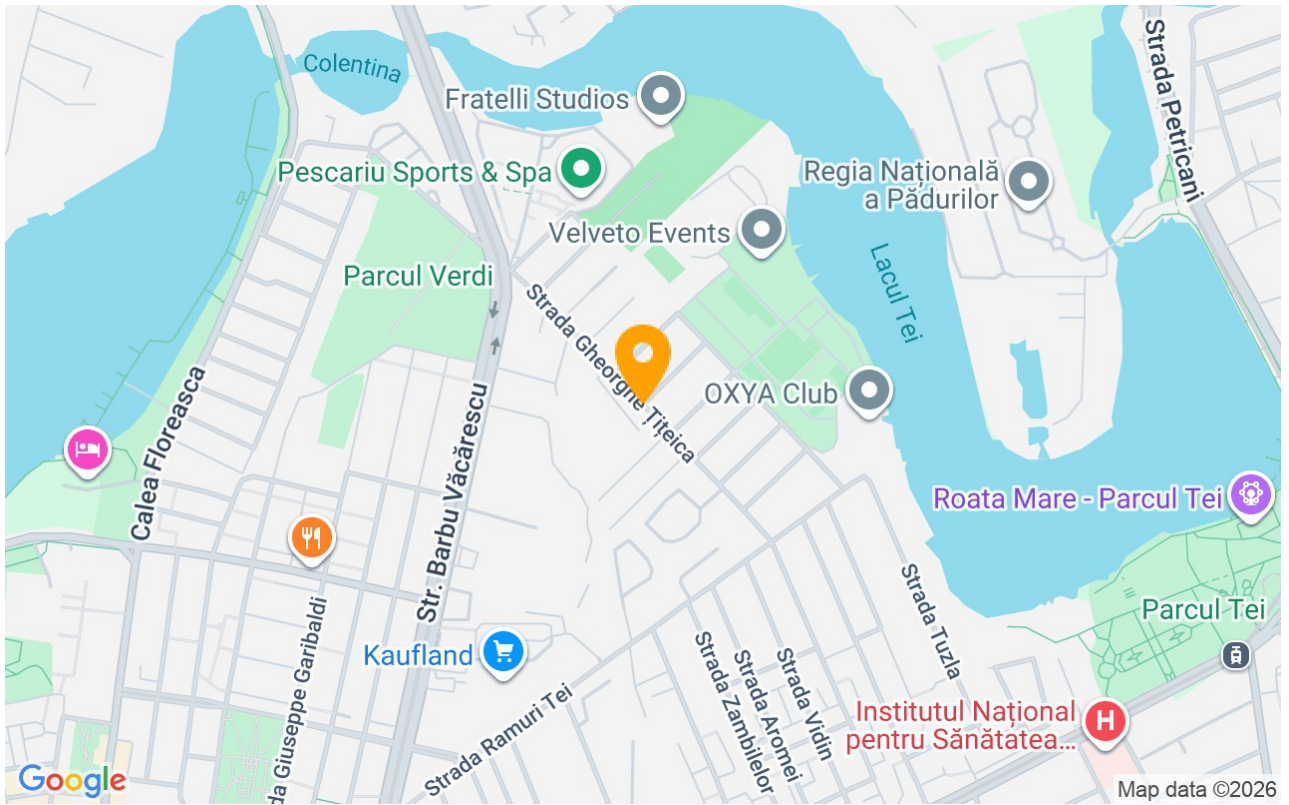 Colentina
Fratelli Studios
Strada Petricani
Pescariu Sports & Spa
Regia Națională
a Pădurilor
Velveto Events
Parcul Verdi
Lacul Tei
Strada Gheorghe Țițeica
Calea Floreasca
OXYA Club
Str. Barbu Văcărescu
Roata Mare - Parcul Tei
Strada Tuzla
Parcul Tei
Kaufland
da Giuseppe Garibaldi
Strada Ramuri Tei
Strada Zambilelor
Strada Aromei
Strada Vidin
Institutul Național
pentru Sănătatea...
H
Google
Map data ©2026